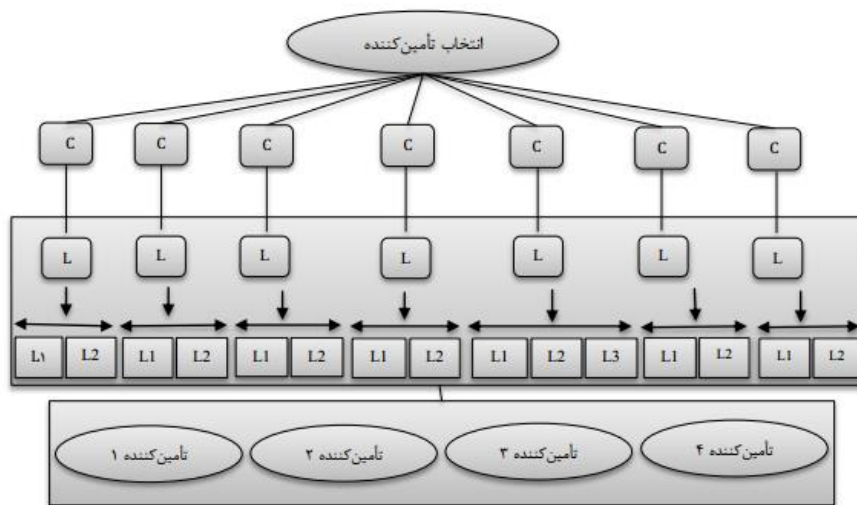 انتخاب تأمین‌کننده
C C C C C C C
L L L L L L L
L۱ L2 L1 L2 L1 L2 L1 L2 L1 L2 L3 L1 L2 L1 L2
تأمین‌کننده ۱ تأمین‌کننده ۲ تأمین‌کننده ۳ تأمین‌کننده ۴